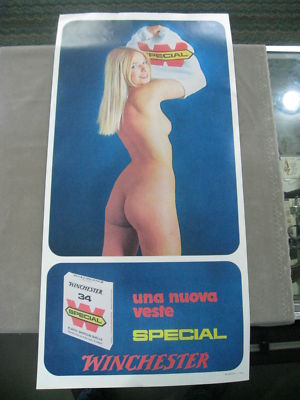 SPECIAL
WINCHESTER
34
SPECIAL
una nuova
veste
SPECIAL
WINCHESTER